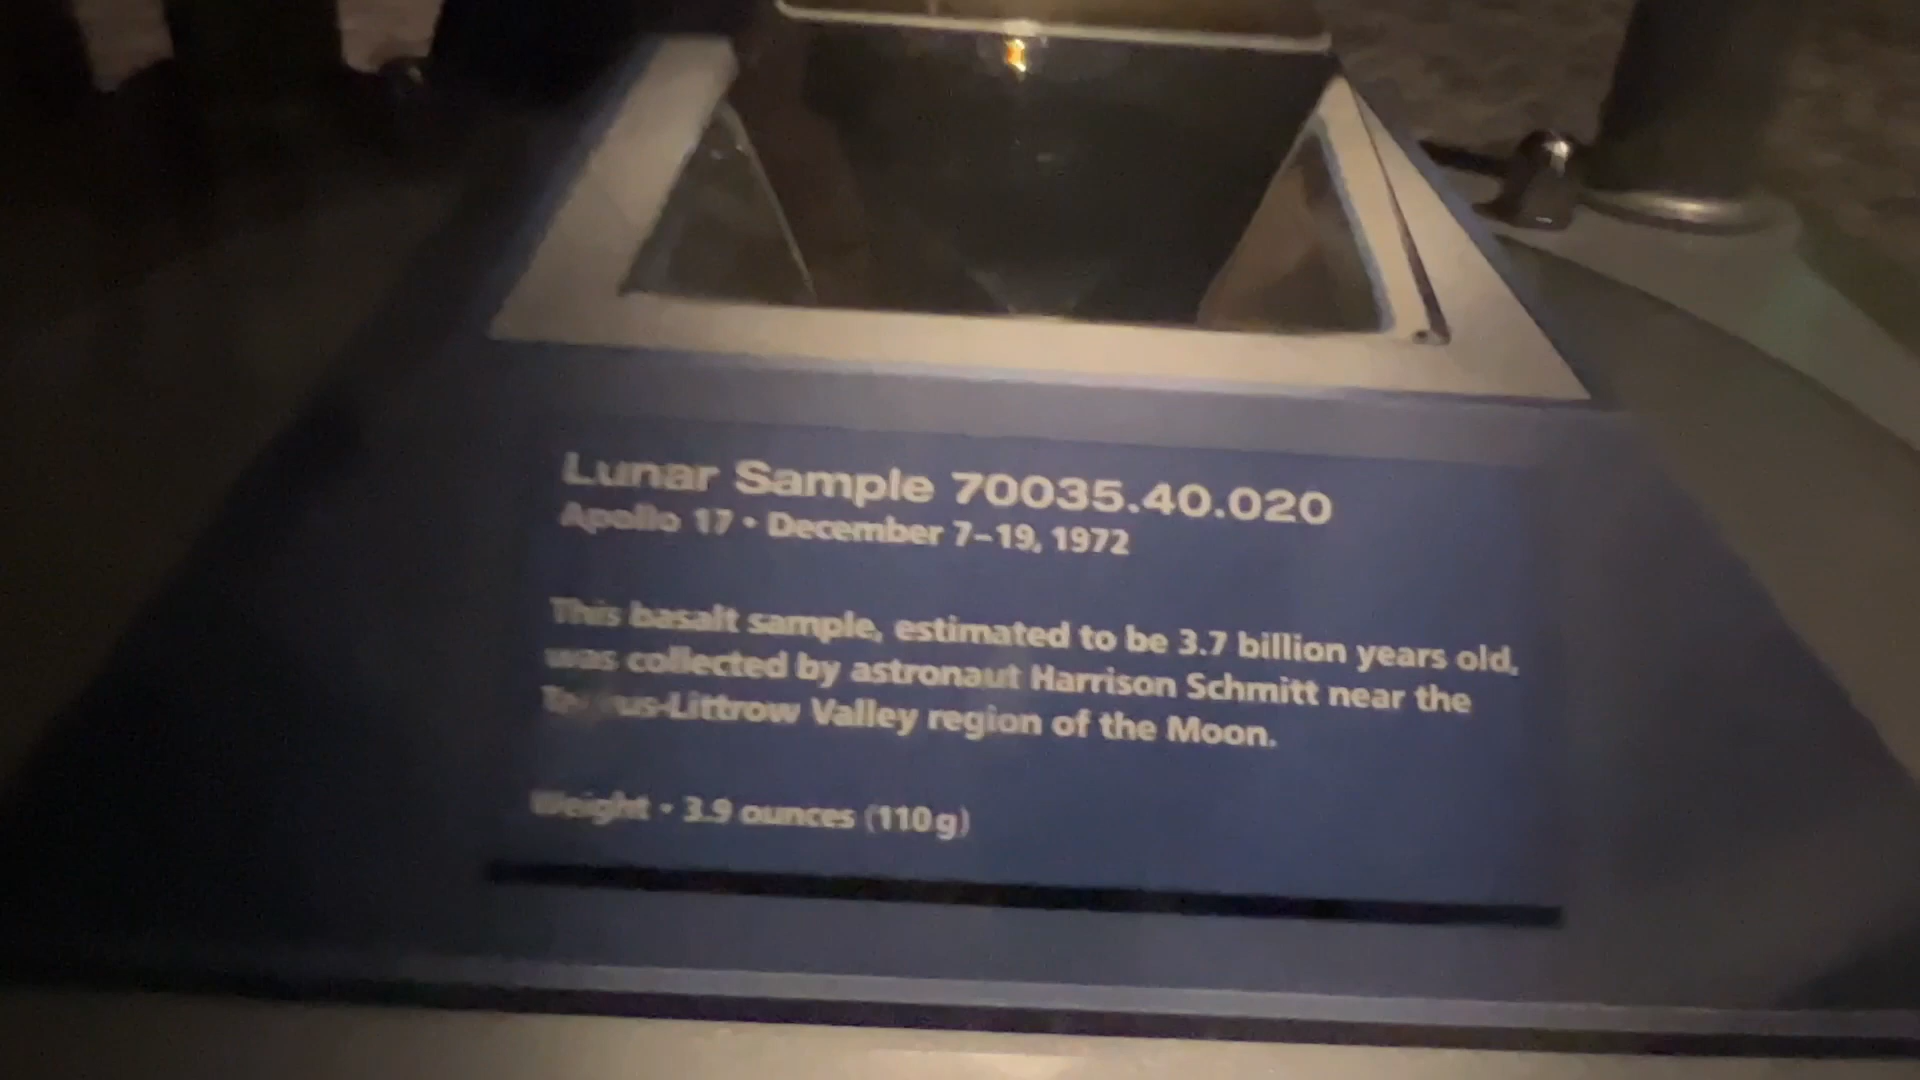 Lunar Sample 70035.40.020
Apollo 17 • December 7–19, 1972
This basalt sample, estimated to be 3.7 billion years old,
was collected by astronaut Harrison Schmitt near the
Taurus-Littrow Valley region of the Moon.
Weight • 3.9 ounces (110 g)